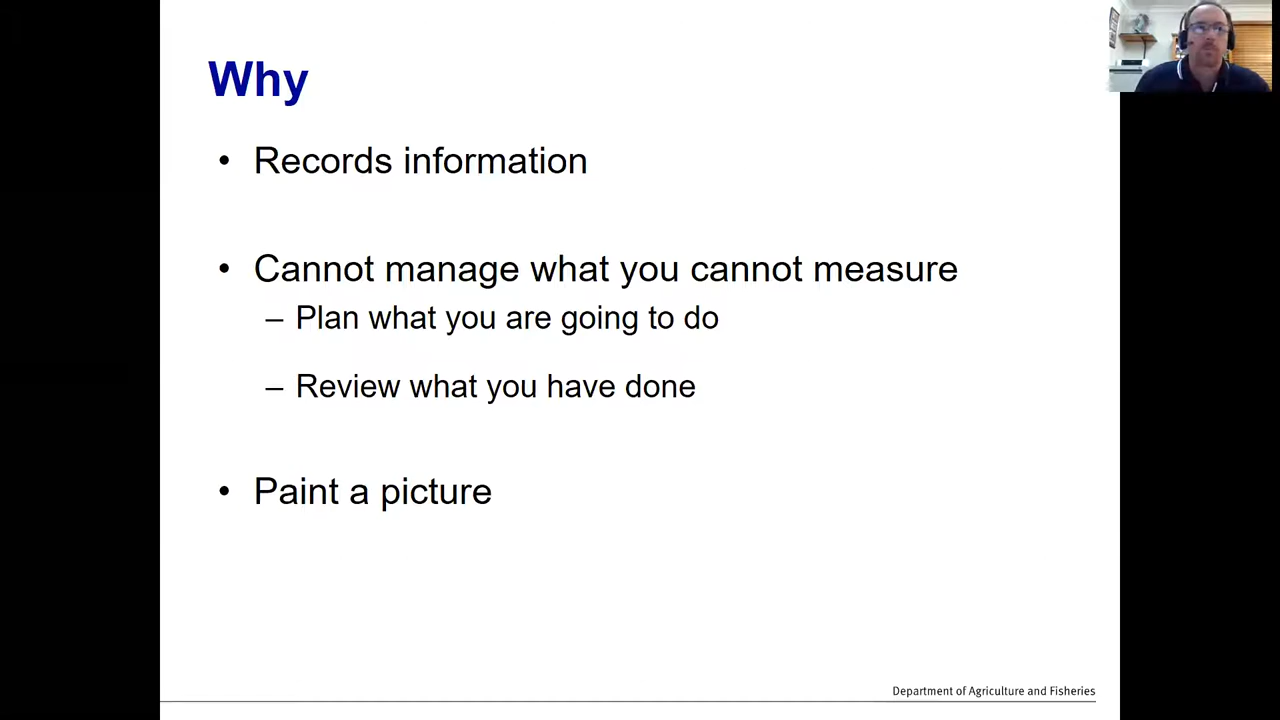 Why
• Records information
• Cannot manage what you cannot measure
– Plan what you are going to do
– Review what you have done
• Paint a picture
Department of Agriculture and Fisheries